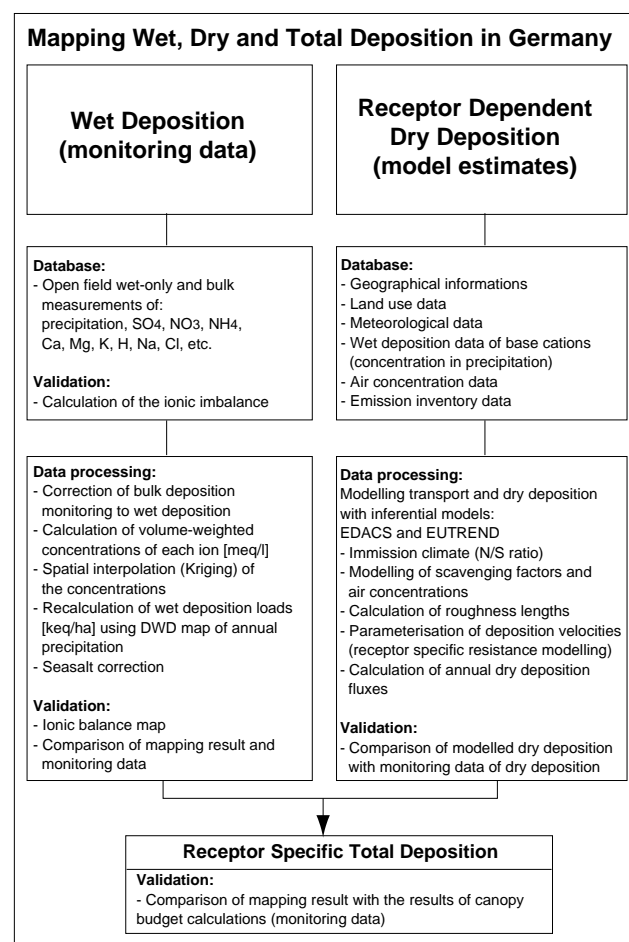 Mapping Wet, Dry and Total Deposition in Germany
Wet Deposition
(monitoring data)
Receptor Dependent
Dry Deposition
(model estimates)
Database:
- Open field wet-only and bulk
measurements of:
precipitation, SO4, NO3, NH4,
Ca, Mg, K, H, Na, Cl, etc.
Validation:
- Calculation of the ionic imbalance
Database:
- Geographical informations
- Land use data
- Meteorological data
- Wet deposition data of base cations
(concentration in precipitation)
- Air concentration data
- Emission inventory data
Data processing:
- Correction of bulk deposition
monitoring to wet deposition
- Calculation of volume-weighted
concentrations of each ion [meq/l]
- Spatial interpolation (Kriging) of
the concentrations
- Recalculation of wet deposition loads
[keq/ha] using DWD map of annual
precipitation
- Seasalt correction
Validation:
- Ionic balance map
- Comparison of mapping result and
monitoring data
Data processing:
Modelling transport and dry deposition
with inferential models:
EDACS and EUTREND
- Immission climate (N/S ratio)
- Modelling of scavenging factors and
air concentrations
- Calculation of roughness lengths
- Parameterisation of deposition velocities
(receptor specific resistance modelling)
- Calculation of annual dry deposition
fluxes
Validation:
- Comparison of modelled dry deposition
with monitoring data of dry deposition
Receptor Specific Total Deposition
Validation:
- Comparison of mapping result with the results of canopy
budget calculations (monitoring data)